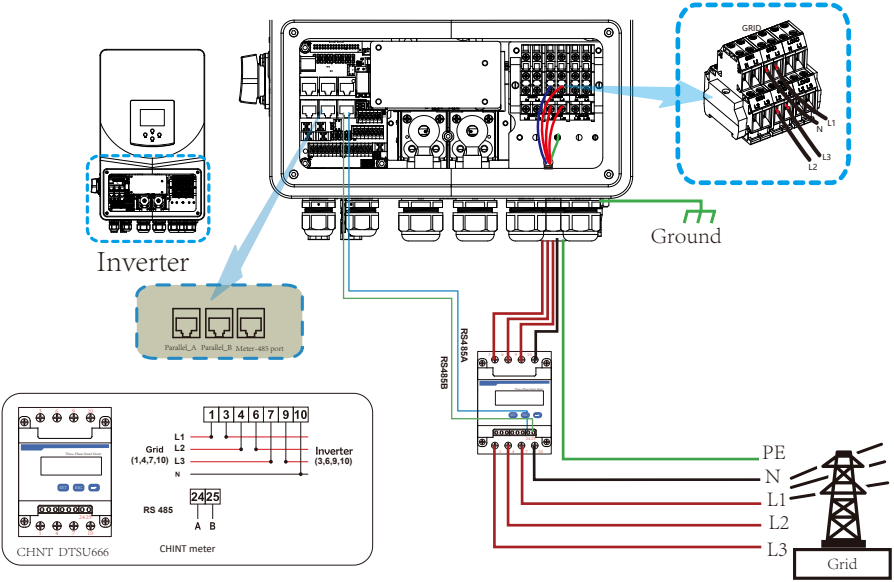 GRID
L1
N
L3
L2
Ground
Inverter
Parallel_A Parallel_B Meter-485 port
RS485A
RS485B
PE
N
L1
L2
L3
Grid
1 3 4 6 7 9 10
L1
L2
L3
N
Grid
(1,4,7,10)
Inverter
(3,6,9,10)
24 25
RS 485
A B
CHNT DTSU666
CHINT meter